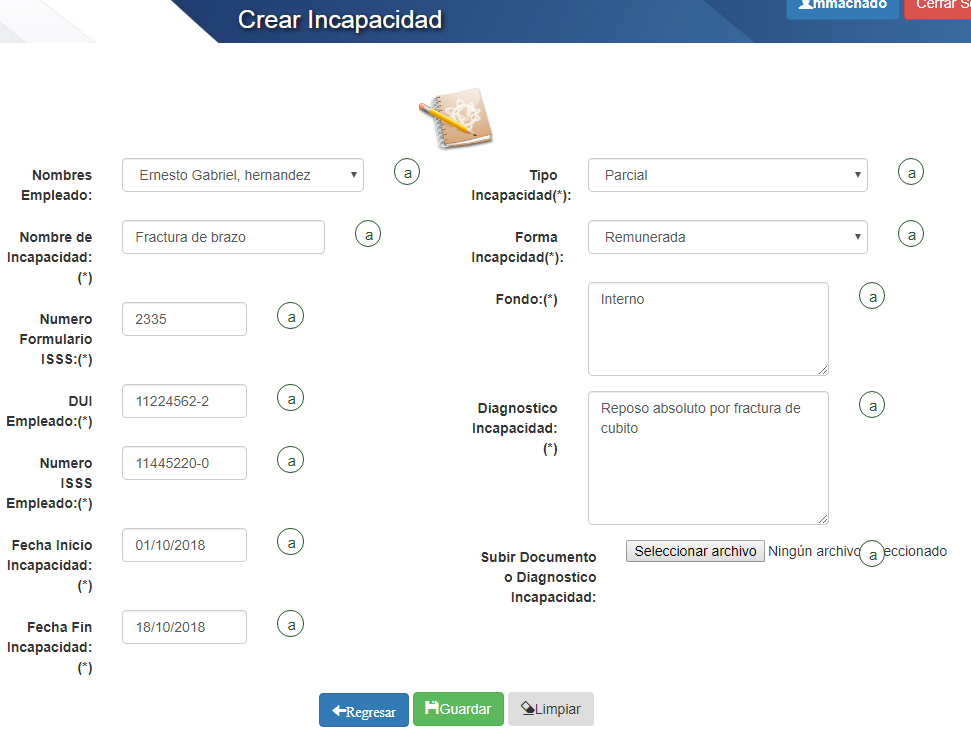 Crear Incapacidad
mmachado
Cerrar Se
Nombres
Empleado:
Ernesto Gabriel, hernandez
a
Nombre de
Incapacidad:
(*)
Fractura de brazo
a
Numero
Formulario
ISSS:(*)
2335
a
DUI
Empleado:(*)
11224562-2
a
Numero
ISSS
Empleado:(*)
11445220-0
a
Fecha Inicio
Incapacidad:
(*)
01/10/2018
a
Fecha Fin
Incapacidad:
(*)
18/10/2018
a
Tipo
Incapacidad(*):
Parcial
a
Forma
Incapcidad(*):
Remunerada
a
Fondo:(*)
Interno
a
Diagnostico
Incapacidad:
(*)
Reposo absoluto por fractura de
cubito
a
Subir Documento
o Diagnostico
Incapacidad:
Seleccionar archivo
Ningún archivo eccionado
a
Regresar
Guardar
Limpiar